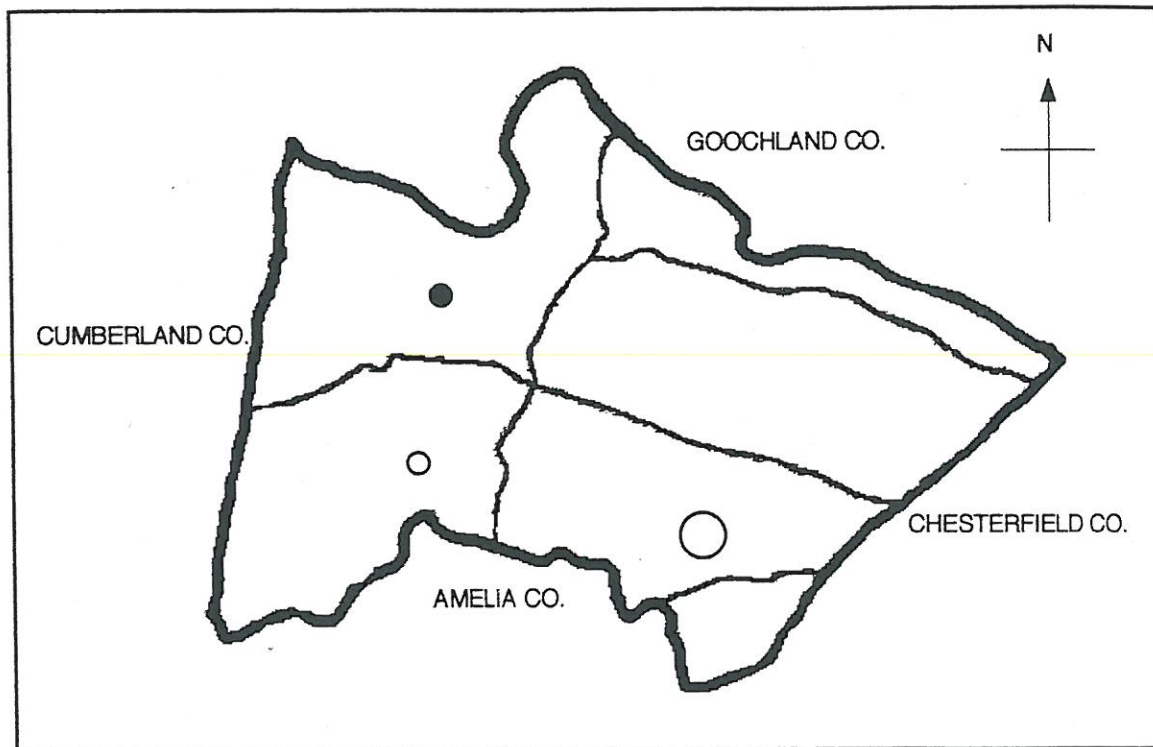 N
GOOCHLAND CO.
CUMBERLAND CO.
CHESTERFIELD CO.
AMELIA CO.